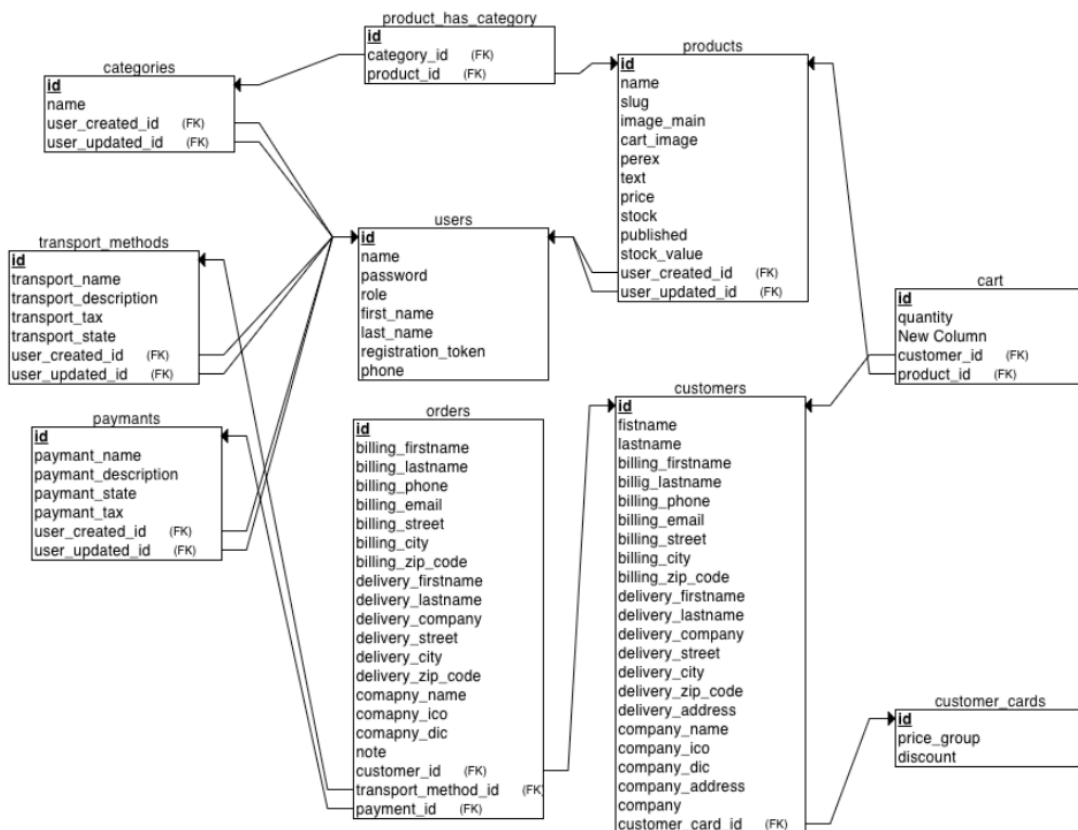 product_has_category
id
category_id (FK)
product_id (FK)
categories
id
name
user_created_id (FK)
user_updated_id (FK)
products
id
name
slug
image_main
cart_image
perex
text
price
stock
published
stock_value
user_created_id (FK)
user_updated_id (FK)
users
id
name
password
role
first_name
last_name
registration_token
phone
transport_methods
id
transport_name
transport_description
transport_tax
transport_state
user_created_id (FK)
user_updated_id (FK)
cart
id
quantity
New Column
customer_id (FK)
product_id (FK)
paymants
id
paymant_name
paymant_description
paymant_state
paymant_tax
user_created_id (FK)
user_updated_id (FK)
orders
id
billing_firstname
billing_lastname
billing_phone
billing_email
billing_street
billing_city
billing_zip_code
delivery_firstname
delivery_lastname
delivery_company
delivery_street
delivery_city
delivery_zip_code
comapny_name
comapny_ico
comapny_dic
note
customer_id (FK)
transport_method_id (FK)
payment_id (FK)
customers
id
fistname
lastname
billing_firstname
billig_lastname
billing_phone
billing_email
billing_street
billing_city
billing_zip_code
delivery_firstname
delivery_lastname
delivery_company
delivery_street
delivery_city
delivery_zip_code
delivery_address
company_name
company_ico
company_dic
company_address
company
customer_card_id (FK)
customer_cards
id
price_group
discount